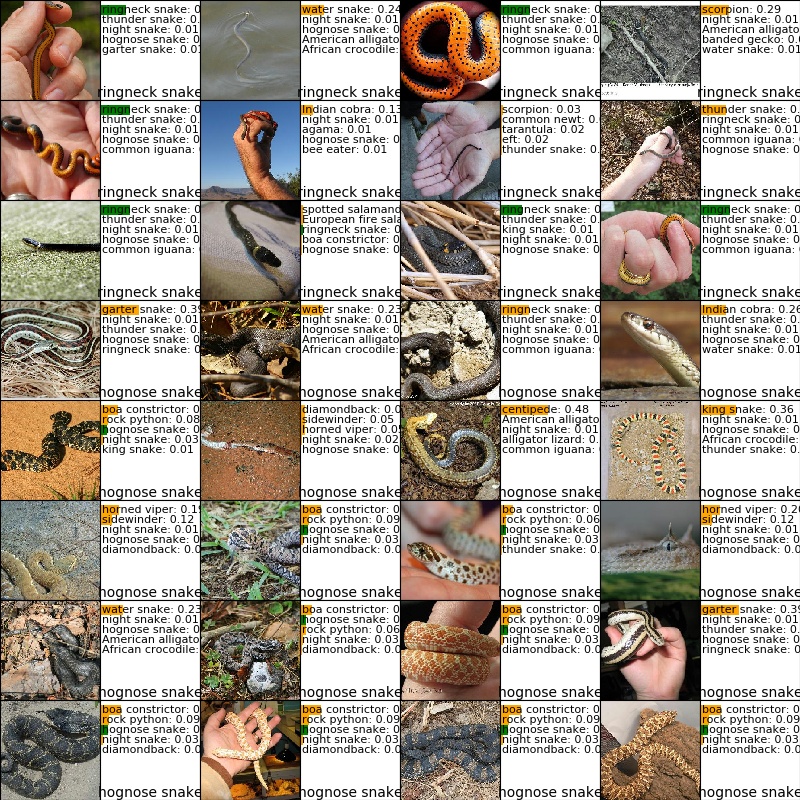 ringneck snake: 0
thunder snake: 0.
night snake: 0.01
hognose snake: 0
garter snake: 0.
ringneck snake
water snake: 0.24
night snake: 0.01
hognose snake: 0
American alligato
African crocodile:
ringneck snake
ringneck snake: 0
thunder snake: 0.
night snake: 0.01
hognose snake: 0
common iguana:
ringneck snake
scorpion: 0.29
night snake: 0.01
American alligato
banded gecko: 0.
water snake: 0.01
ringneck snake
ringneck snake: 0
thunder snake: 0.
night snake: 0.01
hognose snake: 0
common iguana:
ringneck snake
Indian cobra: 0.13
night snake: 0.01
agama: 0.01
hognose snake: 0
bee eater: 0.01
ringneck snake
scorpion: 0.03
common newt: 0.
tarantula: 0.02
eft: 0.02
thunder snake: 0.
ringneck snake
thunder snake: 0.
ringneck snake: 0
night snake: 0.01
common iguana:
hognose snake: 0
ringneck snake
ringneck snake: 0
thunder snake: 0.
night snake: 0.01
hognose snake: 0
common iguana:
ringneck snake
spotted salamand
European fire sala
ringneck snake: 0
boa constrictor: 0
hognose snake: 0
ringneck snake
ringneck snake: 0
thunder snake: 0.
king snake: 0.01
night snake: 0.01
hognose snake: 0
ringneck snake
ringneck snake: 0
thunder snake: 0.
night snake: 0.01
hognose snake: 0
common iguana:
ringneck snake
garter snake: 0.39
night snake: 0.01
thunder snake: 0.
hognose snake: 0
ringneck snake: 0
hognose snake
water snake: 0.23
night snake: 0.01
hognose snake: 0
American alligato
African crocodile:
hognose snake
ringneck snake: 0
thunder snake: 0.
night snake: 0.01
hognose snake: 0
common iguana:
hognose snake
Indian cobra: 0.26
thunder snake: 0.
night snake: 0.01
hognose snake: 0
water snake: 0.01
hognose snake
boa constrictor: 0
rock python: 0.08
hognose snake: 0
night snake: 0.03
king snake: 0.01
hognose snake
diamondback: 0.0
sidewinder: 0.05
horned viper: 0.05
night snake: 0.02
hognose snake: 0
hognose snake
centipede: 0.48
American alligato
night snake: 0.01
alligator lizard: 0.
common iguana:
hognose snake
king snake: 0.36
night snake: 0.01
hognose snake: 0
African crocodile:
thunder snake: 0.
hognose snake
horned viper: 0.19
sidewinder: 0.12
night snake: 0.01
hognose snake: 0
diamondback: 0.0
hognose snake
boa constrictor: 0
rock python: 0.09
hognose snake: 0
night snake: 0.03
diamondback: 0.0
hognose snake
boa constrictor: 0
rock python: 0.06
hognose snake: 0
night snake: 0.03
thunder snake: 0.
hognose snake
horned viper: 0.20
sidewinder: 0.12
night snake: 0.01
hognose snake: 0
diamondback: 0.0
hognose snake
water snake: 0.23
night snake: 0.01
hognose snake: 0
American alligato
African crocodile:
hognose snake
boa constrictor: 0
hognose snake: 0
rock python: 0.06
night snake: 0.03
diamondback: 0.0
hognose snake
boa constrictor: 0
rock python: 0.09
hognose snake: 0
night snake: 0.03
diamondback: 0.0
hognose snake
garter snake: 0.39
night snake: 0.01
thunder snake: 0.
hognose snake: 0
ringneck snake: 0
hognose snake
boa constrictor: 0
rock python: 0.09
hognose snake: 0
night snake: 0.03
diamondback: 0.0
hognose snake
boa constrictor: 0
rock python: 0.09
hognose snake: 0
night snake: 0.03
diamondback: 0.0
hognose snake
boa constrictor: 0
rock python: 0.09
hognose snake: 0
night snake: 0.03
diamondback: 0.0
hognose snake
boa constrictor: 0
rock python: 0.09
hognose snake: 0
night snake: 0.03
diamondback: 0.0
hognose snake